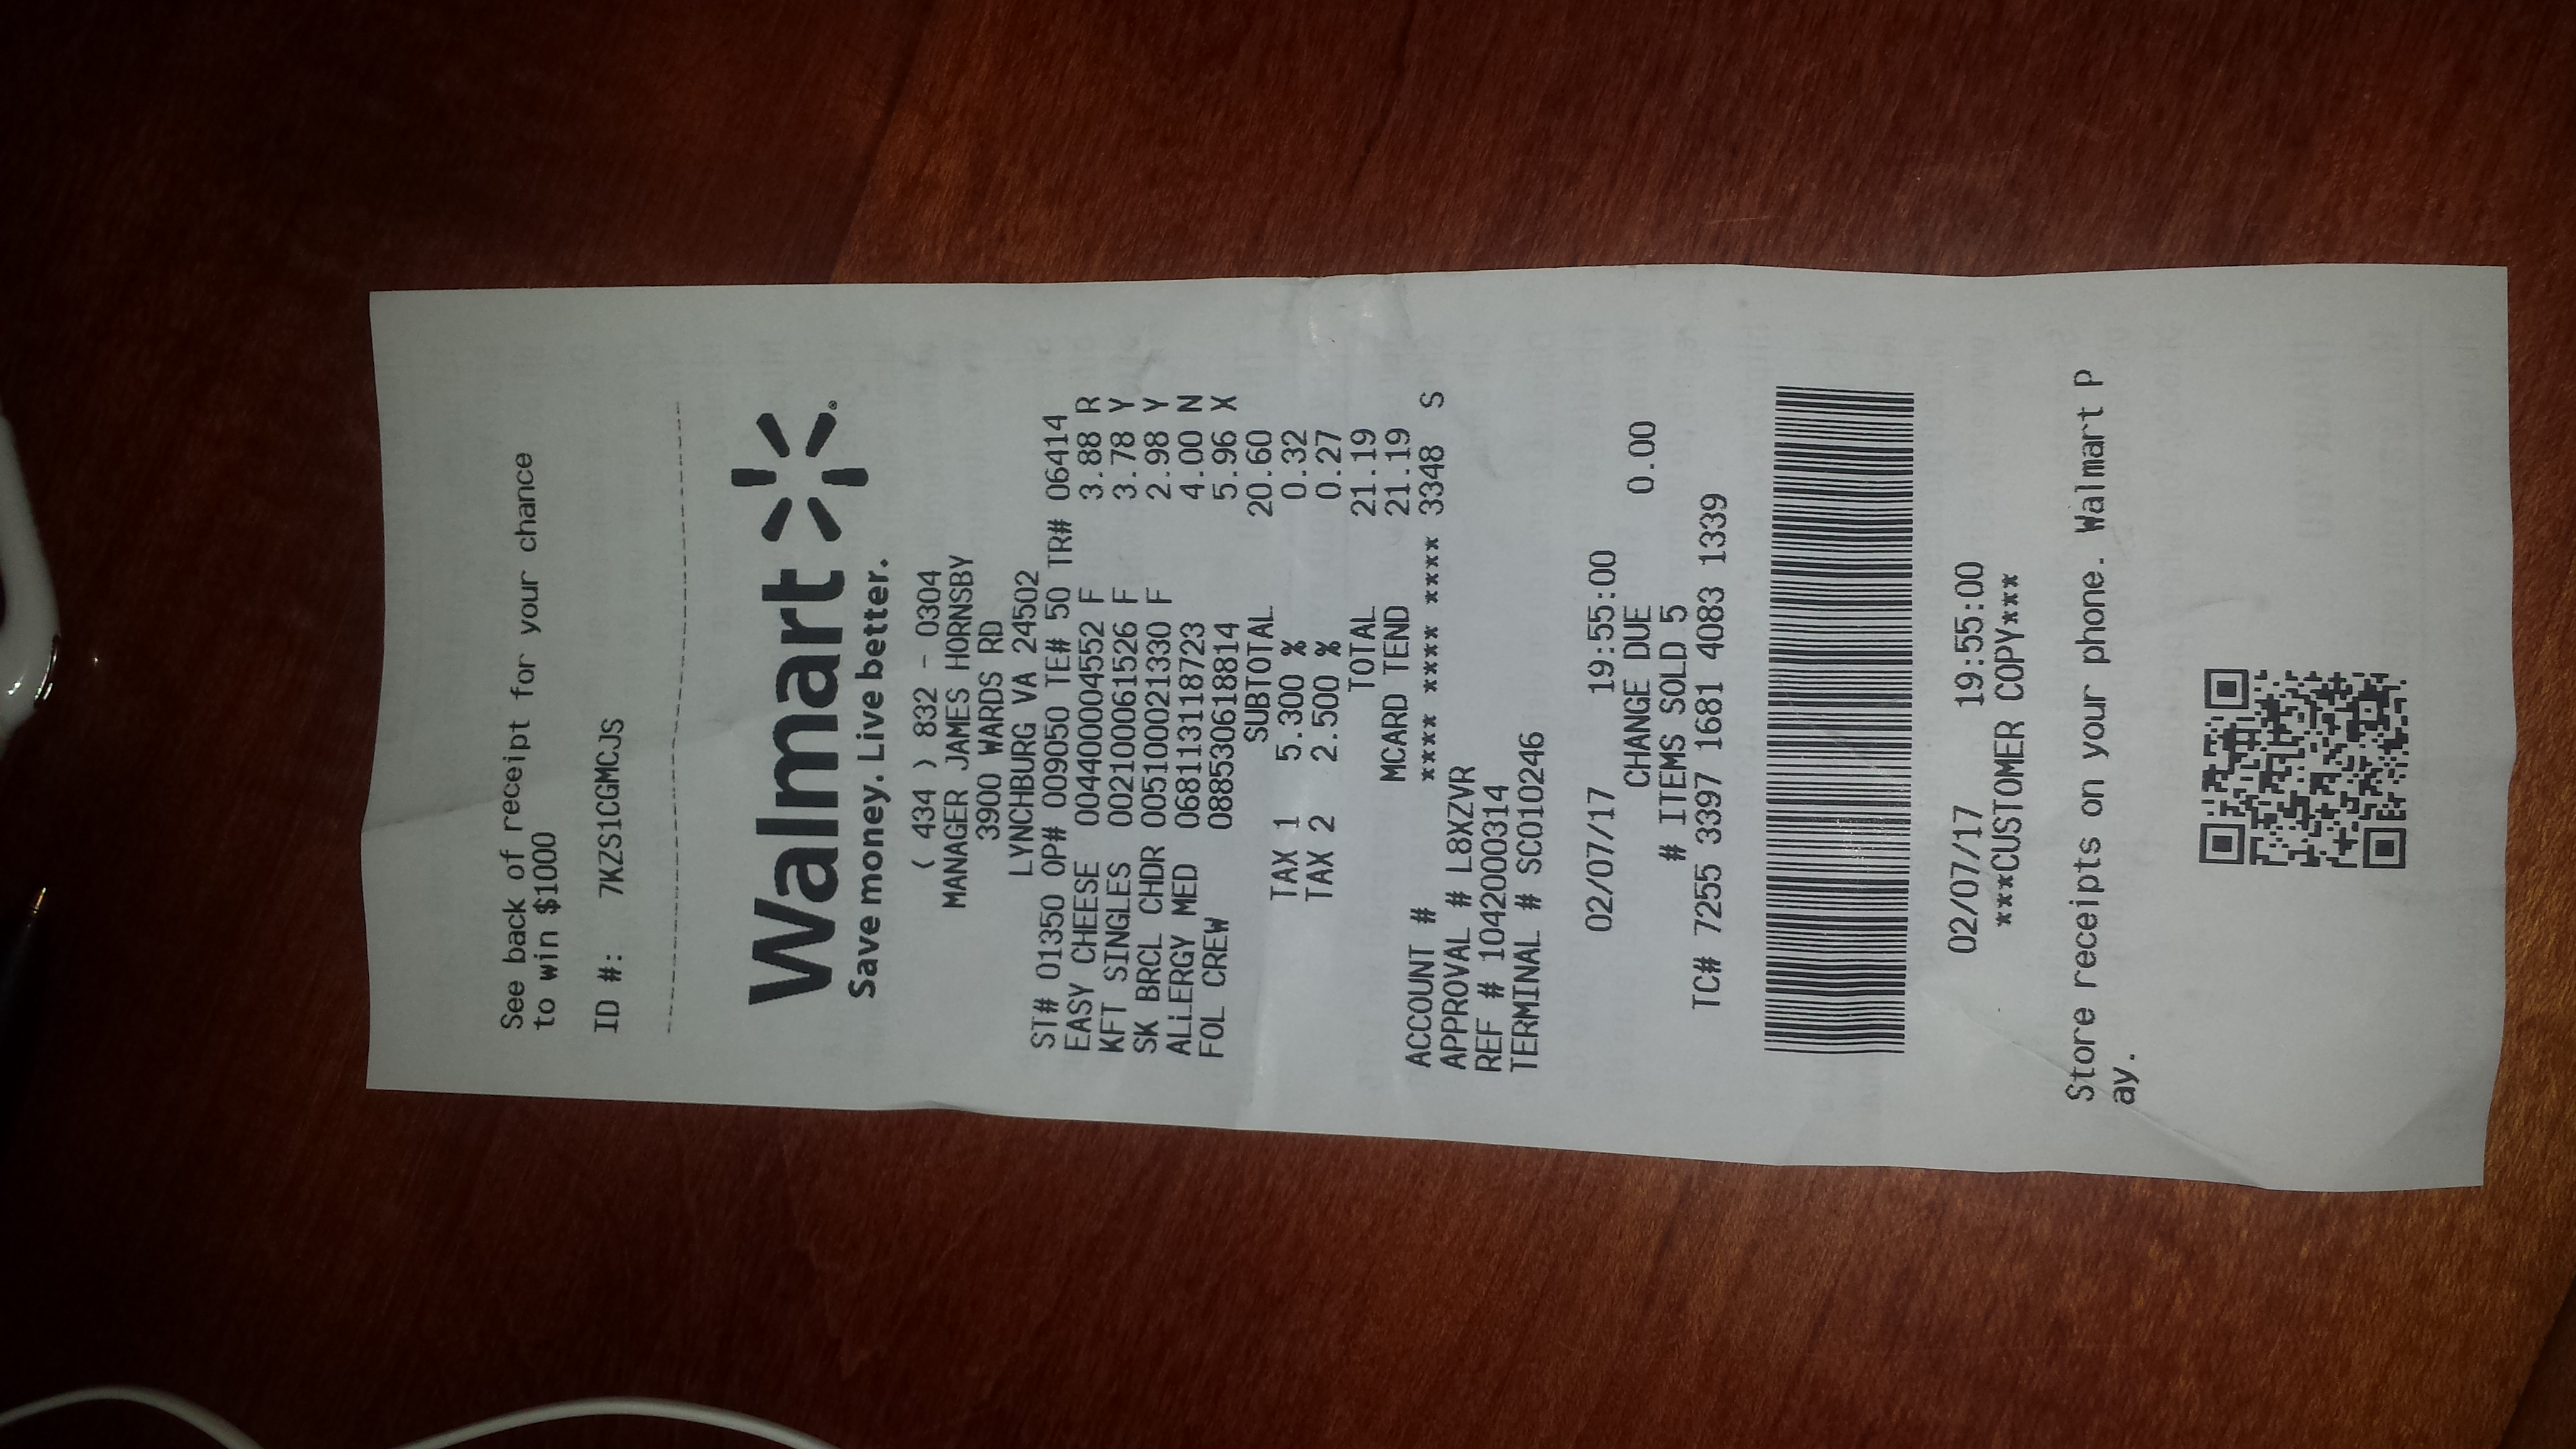 See back of receipt for your chance
to win $1000
ID #: 7KZS1CGMCJS
Walmart
Save money. Live better.
( 434 ) 832 - 0304
MANAGER JAMES HORNSBY
3900 WARDS RD
LYNCHBURG VA 24502
ST# 01350 OP# 009050 TE# 50 TR# 06414
EASY CHEESE 004400004552 F 3.88 R
KFT SINGLES 002100061526 F 3.78 Y
SK BRCL CHDR 005100021330 F 2.98 Y
ALLERGY MED 068113118723 4.00 N
FOL CREW 088530618814 5.96 X
SUBTOTAL 20.60
TAX 1 5.300 % 0.32
TAX 2 2.500 % 0.27
TOTAL 21.19
MCARD TEND 21.19
ACCOUNT # **** **** **** 3348 S
APPROVAL # L8XZVR
REF # 1042000314
TERMINAL # SC010246
02/07/17 19:55:00
CHANGE DUE 0.00
# ITEMS SOLD 5
TC# 7255 3397 1681 4083 1339
02/07/17 19:55:00
***CUSTOMER COPY***
Store receipts on your phone. Walmart P
ay.